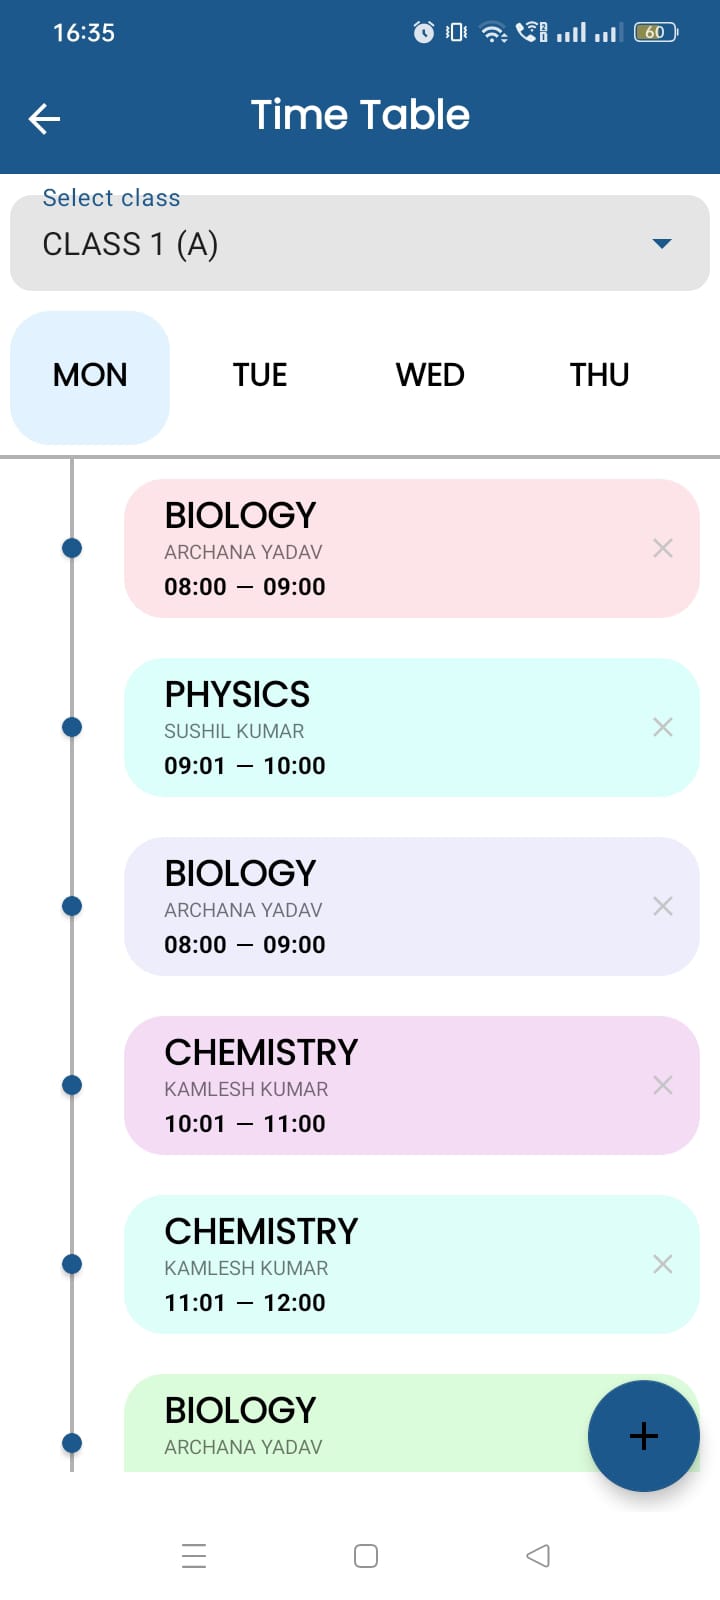 16:35
60
Time Table
Select class
CLASS 1 (A)
MON TUE WED THU
BIOLOGY
ARCHANA YADAV
08:00 — 09:00
PHYSICS
SUSHIL KUMAR
09:01 — 10:00
BIOLOGY
ARCHANA YADAV
08:00 — 09:00
CHEMISTRY
KAMLESH KUMAR
10:01 — 11:00
CHEMISTRY
KAMLESH KUMAR
11:01 — 12:00
BIOLOGY
ARCHANA YADAV